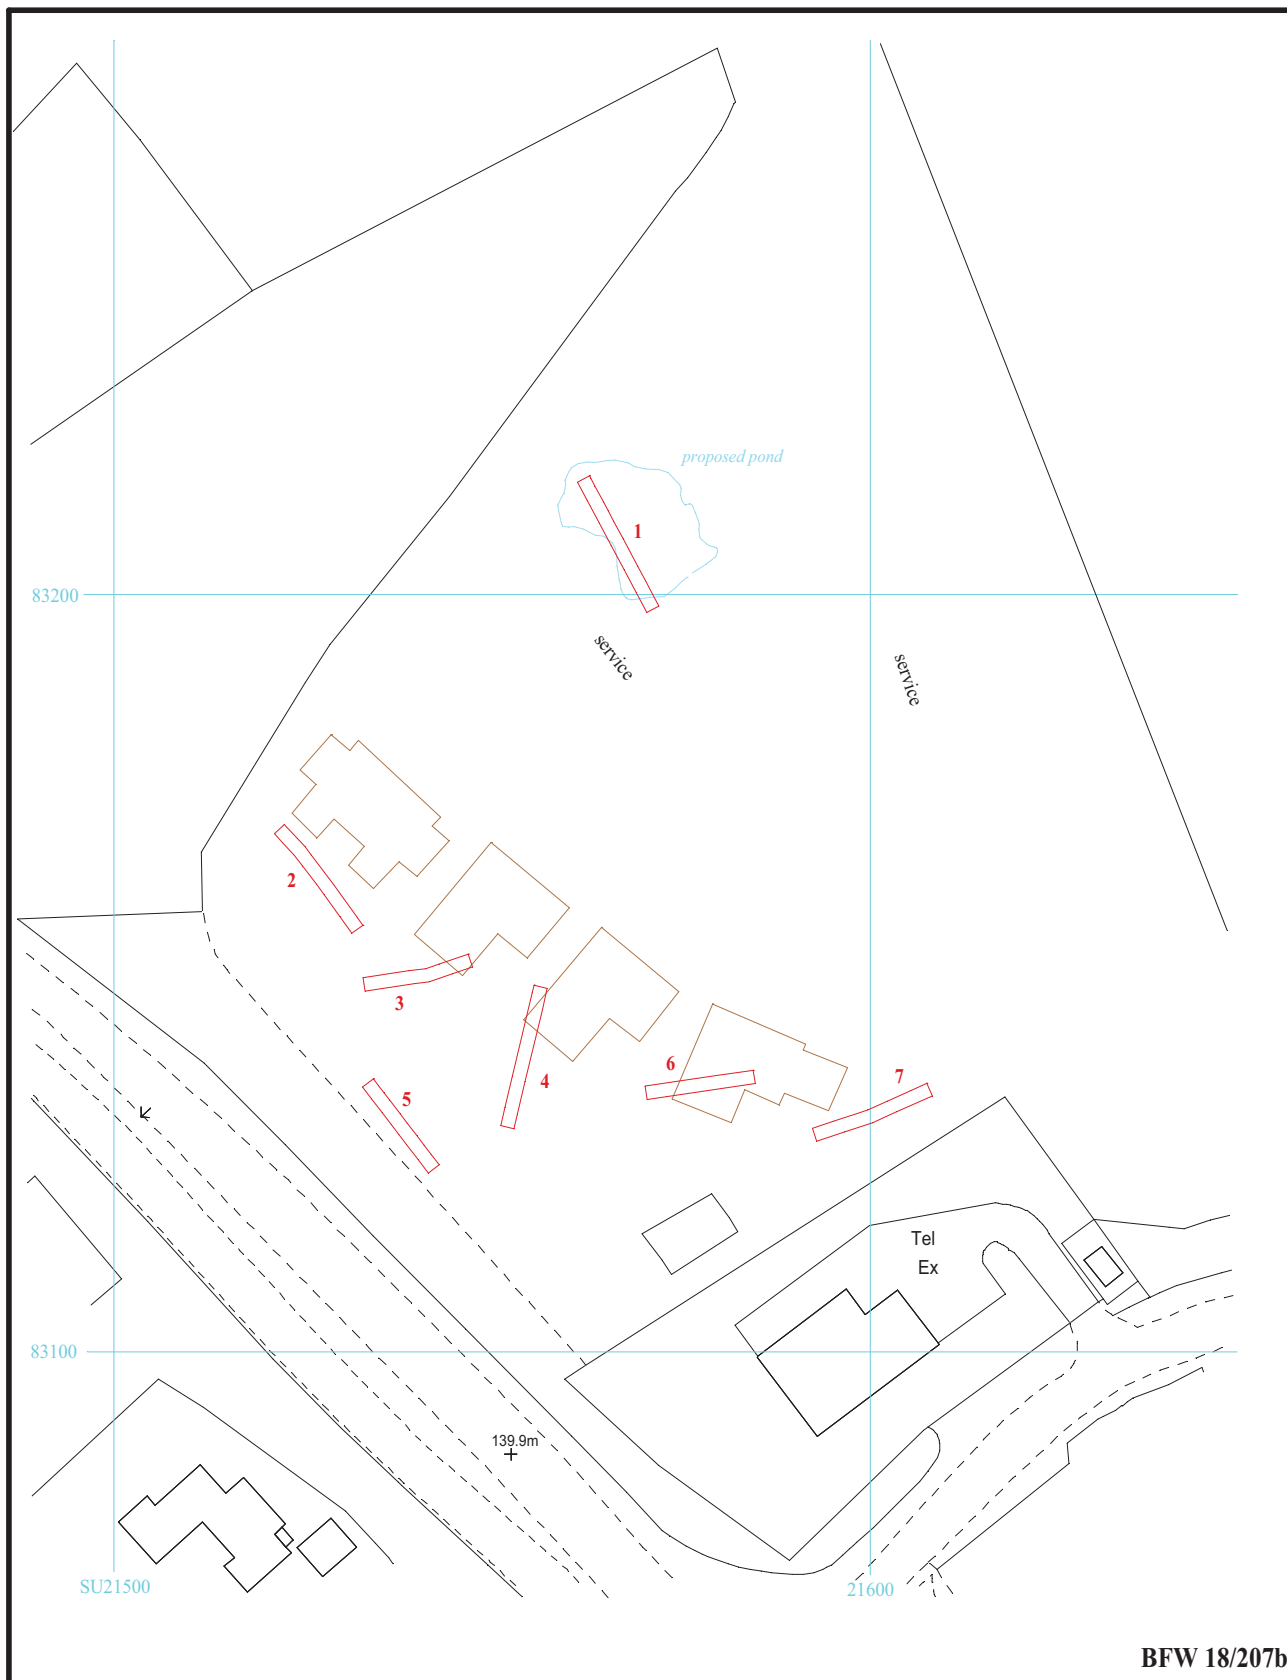 proposed pond
1
83200
service
service
2
3
6
7
4
5
Tel
Ex
83100
139.9m
SU21500
21600
BFW 18/207b